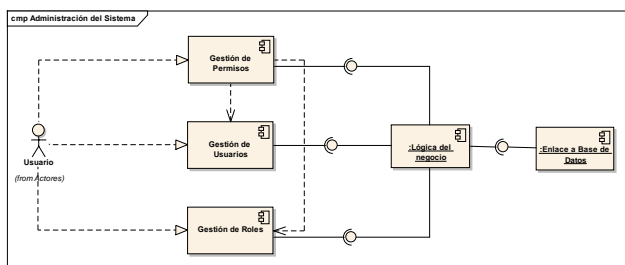 cmp Administración del Sistema
Gestión de
Permisos
Gestión de
Usuarios
Usuario
(from Actores)
:Lógica del
negocio
:Enlace a Base de
Datos
Gestión de Roles